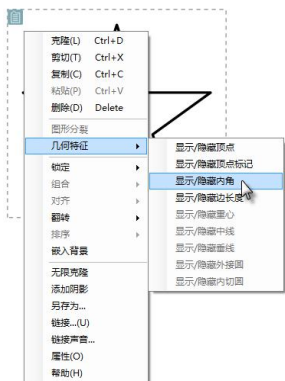 克隆(L) Ctrl+D
剪切(T) Ctrl+X
复制(C) Ctrl+C
粘贴(P) Ctrl+V
删除(D) Delete
图形分裂
几何特征
锁定
组合
对齐
翻转
排序
嵌入背景
无限克隆
添加阴影
另存为...
链接...(U)
链接声音...
属性(O)
帮助(H)
显示/隐藏顶点
显示/隐藏顶点标记
显示/隐藏内角
显示/隐藏边长度
显示/隐藏重心
显示/隐藏中线
显示/隐藏垂线
显示/隐藏外接圆
显示/隐藏内切圆